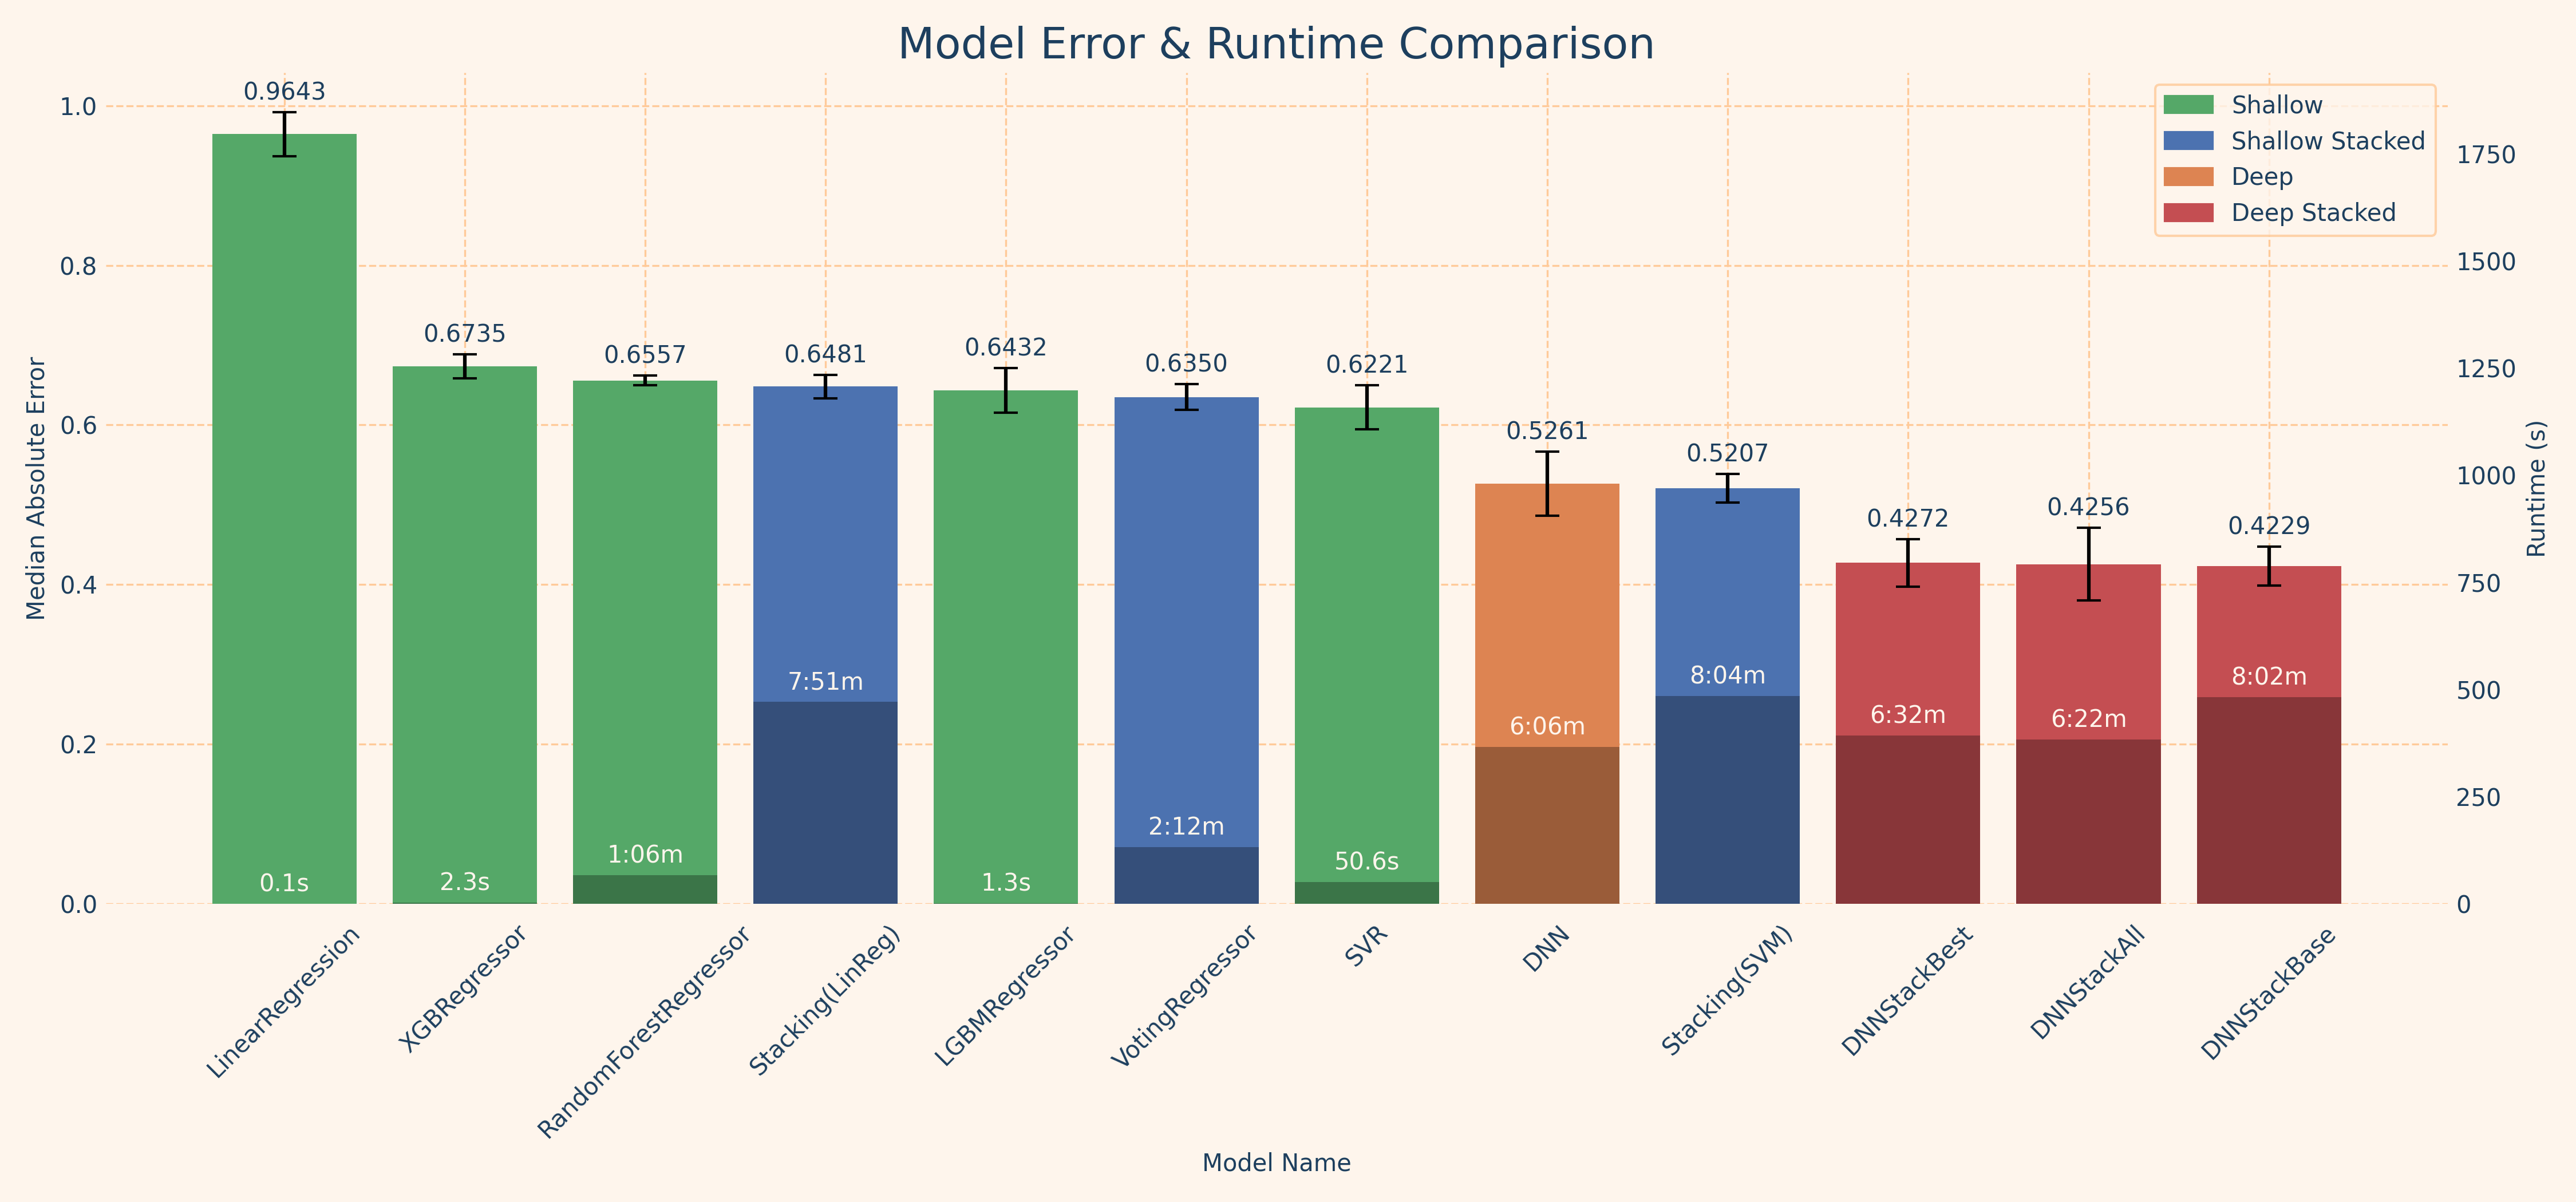 Model Error & Runtime Comparison
Median Absolute Error
1.0
0.8
0.6
0.4
0.2
0.0
0.9643
0.6735
0.6557
0.6481
0.6432
0.6350
0.6221
0.5261
0.5207
0.4272
0.4256
0.4229
0.1s
2.3s
1:06m
7:51m
1.3s
2:12m
50.6s
6:06m
8:04m
6:32m
6:22m
8:02m
Shallow
Shallow Stacked
Deep
Deep Stacked
1750
1500
1250
1000
750
500
250
0
Runtime (s)
LinearRegression
XGBRegressor
RandomForestRegressor
Stacking(LinReg)
LGBMRegressor
VotingRegressor
SVR
DNN
Stacking(SVM)
DNNStackBest
DNNStackAll
DNNStackBase
Model Name